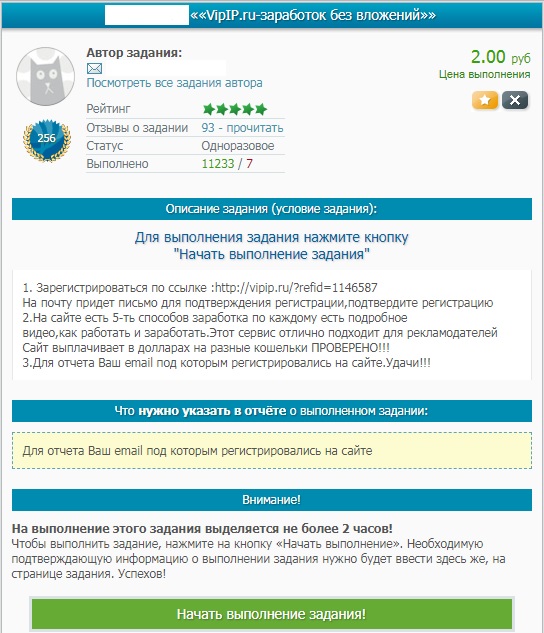 ««VipIP.ru-заработок без вложений»»
Автор задания:
2.00 руб
Посмотреть все задания автора
Цена выполнения
Рейтинг
256
Отзывы о задании 93 - прочитать
Статус Одноразовое
Выполнено 11233 / 7
Описание задания (условие задания):
Для выполнения задания нажмите кнопку
"Начать выполнение задания"
1. Зарегистрироваться по ссылке :http://vipip.ru/?refid=1146587
На почту придет письмо для подтверждения регистрации,подтвердите регистрацию
2.На сайте есть 5-ть способов заработка по каждому есть подробное
видео,как работать и заработать.Этот сервис отлично подходит для рекламодателей
Сайт выплачивает в долларах на разные кошельки ПРОВЕРЕНО!!!
3.Для отчета Ваш email под которым регистрировались на сайте.Удачи!!!
Что нужно указать в отчёте о выполненном задании:
Для отчета Ваш email под которым регистрировались на сайте
Внимание!
На выполнение этого задания выделяется не более 2 часов!
Чтобы выполнить задание, нажмите на кнопку «Начать выполнение». Необходимую
подтверждающую информацию о выполнении задания нужно будет ввести здесь же, на
странице задания. Успехов!
Начать выполнение задания!